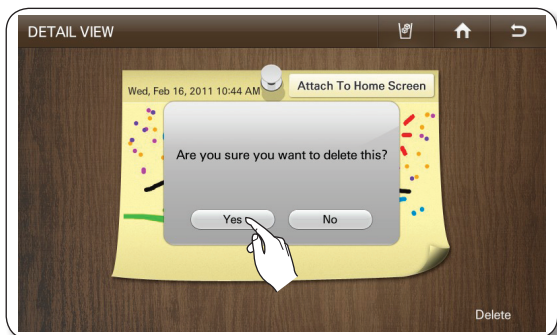 DETAIL VIEW
Wed, Feb 16, 2011 10:44 AM
Attach To Home Screen
Are you sure you want to delete this?
Yes
No
Delete